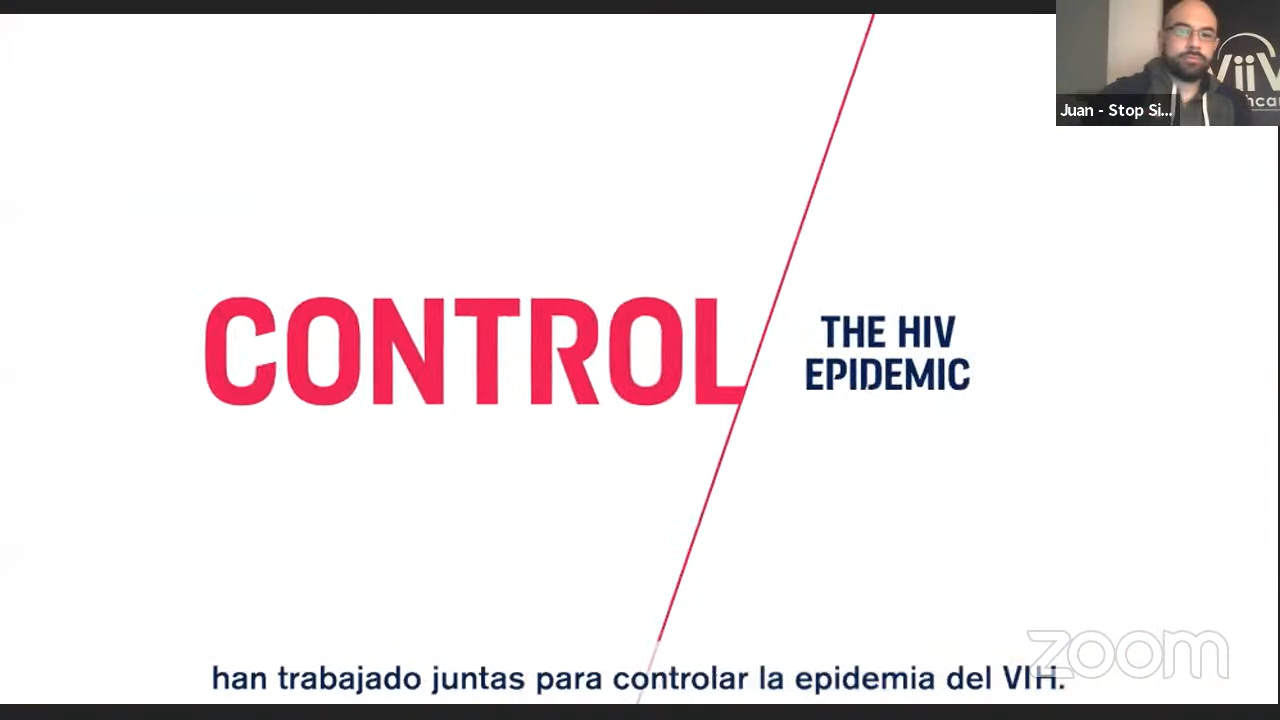 Juan - Stop Si...
CONTROL
THE HIV
EPIDEMIC
han trabajado juntas para controlar la epidemia del VIH.
zoom